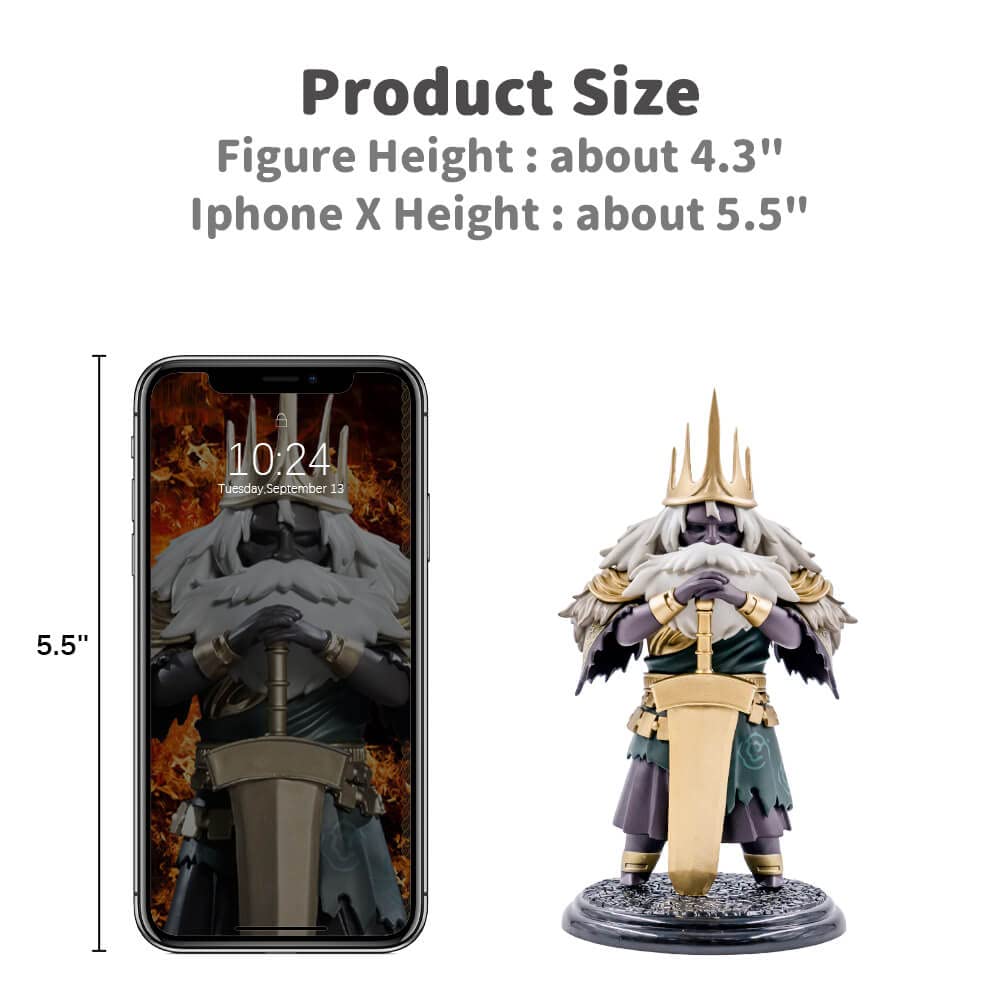 Product Size
Figure Height : about 4.3"
Iphone X Height : about 5.5"
10:24
Tuesday,September 13
5.5"